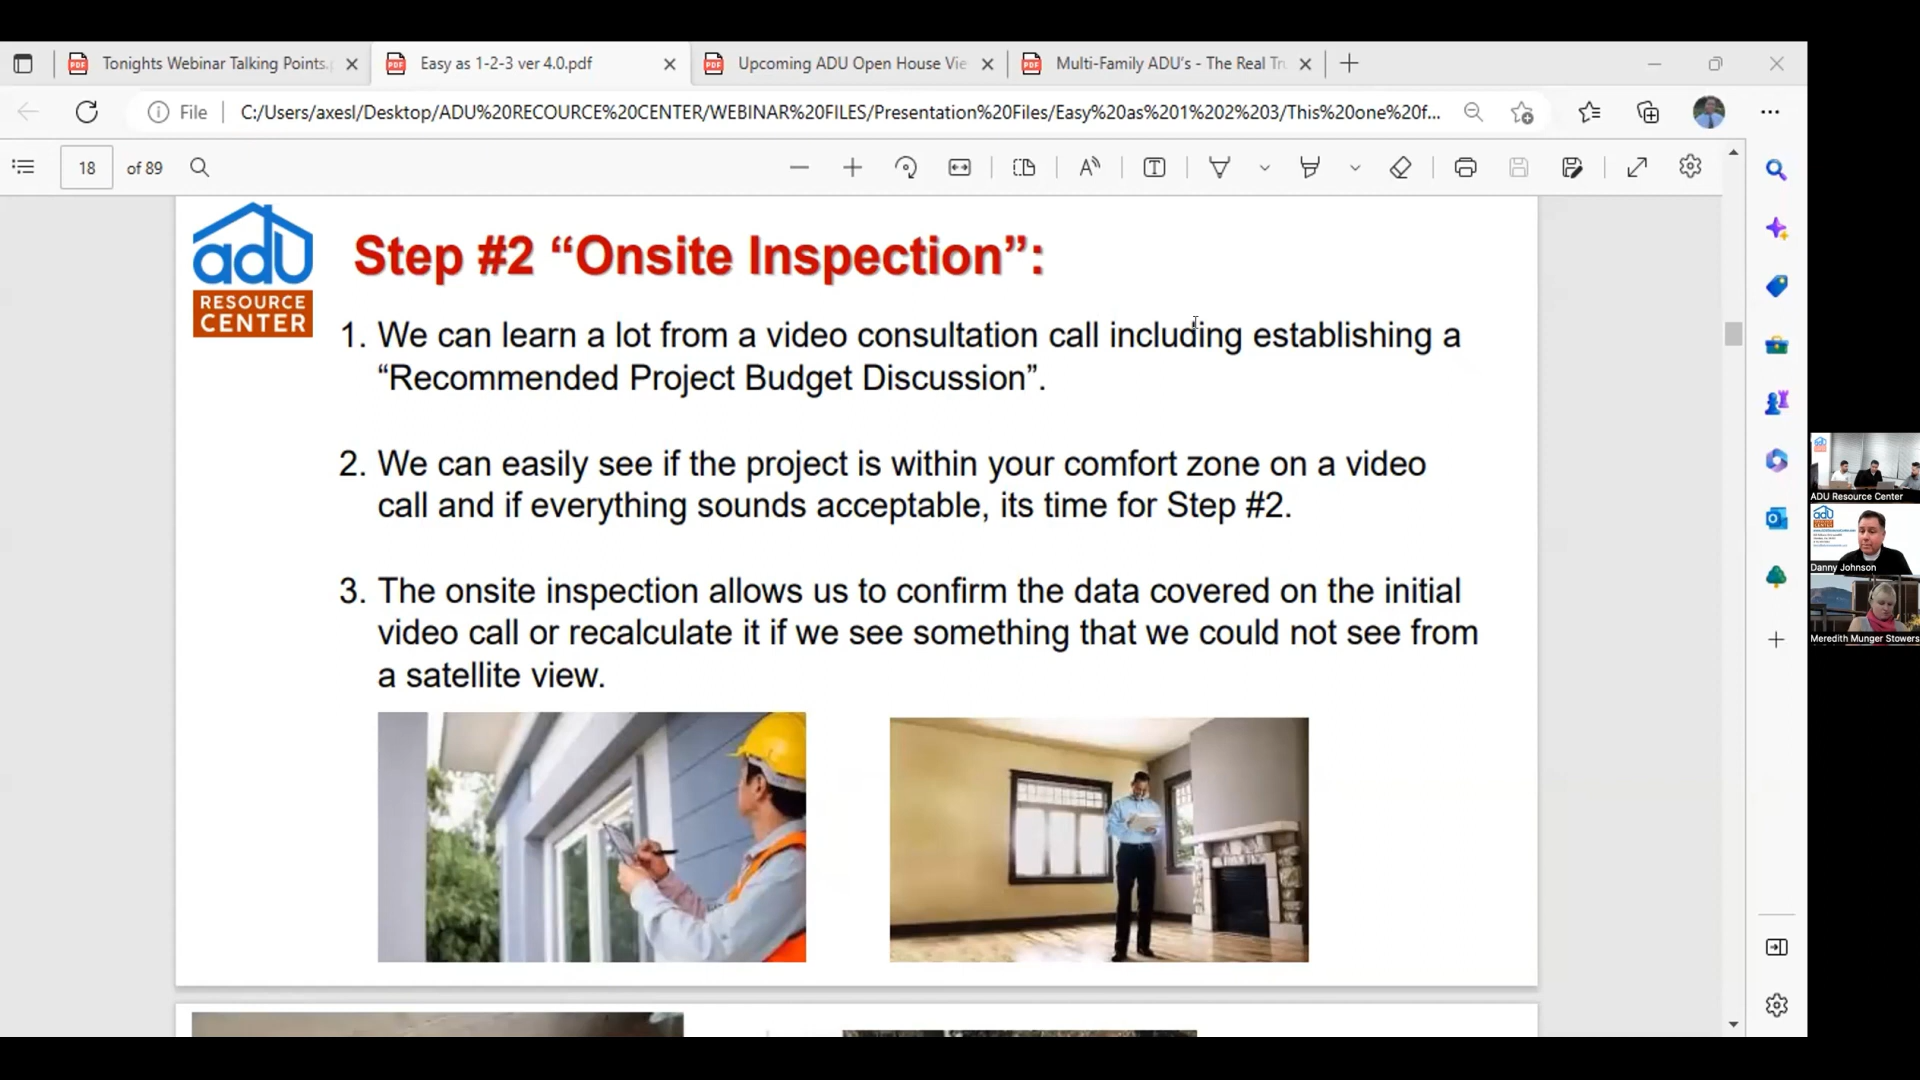 Tonights Webinar Talking Points.
Easy as 1-2-3 ver 4.0.pdf
Upcoming ADU Open House Vie
Multi-Family ADU's - The Real Tr
File
C:/Users/axesl/Desktop/ADU%20RECOURCE%20CENTER/WEBINAR%20FILES/Presentation%20Files/Easy%20as%201%202%203/This%20one%20f...
18 of 89
adu
RESOURCE
CENTER
Step #2 “Onsite Inspection”:
1. We can learn a lot from a video consultation call including establishing a
“Recommended Project Budget Discussion”.
2. We can easily see if the project is within your comfort zone on a video
call and if everything sounds acceptable, its time for Step #2.
3. The onsite inspection allows us to confirm the data covered on the initial
video call or recalculate it if we see something that we could not see from
a satellite view.
ADU Resource Center
adu
Danny Johnson
Meredith Munger Stowers